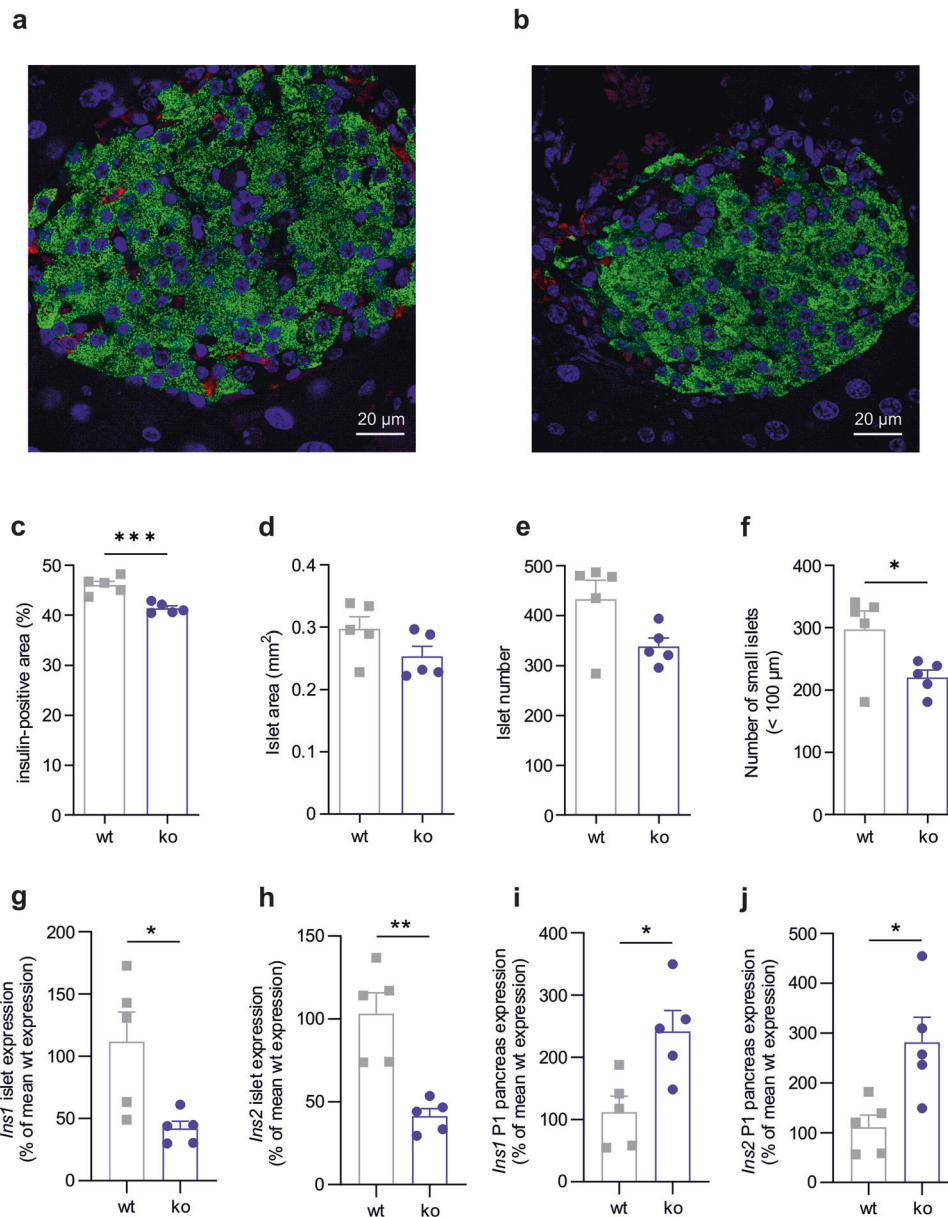 a
b
20 µm
20 µm
c
d
e
f
***
insulin-positive area (%)
50
40
30
20
10
0
wt
ko
Islet area (mm²)
0.4
0.3
0.2
0.1
0
wt
ko
Islet number
500
400
300
200
100
0
wt
ko
*
Number of small islets
(< 100 µm)
300
200
100
0
wt
ko
g
h
i
j
*
Ins1 islet expression
(% of mean wt expression)
200
150
100
50
0
wt
ko
**
Ins2 islet expression
(% of mean wt expression)
150
100
50
0
wt
ko
*
Ins1 P1 pancreas expression
(% of mean wt expression)
400
300
200
100
0
wt
ko
*
Ins2 P1 pancreas expression
(% of mean wt expression)
500
400
300
200
100
0
wt
ko